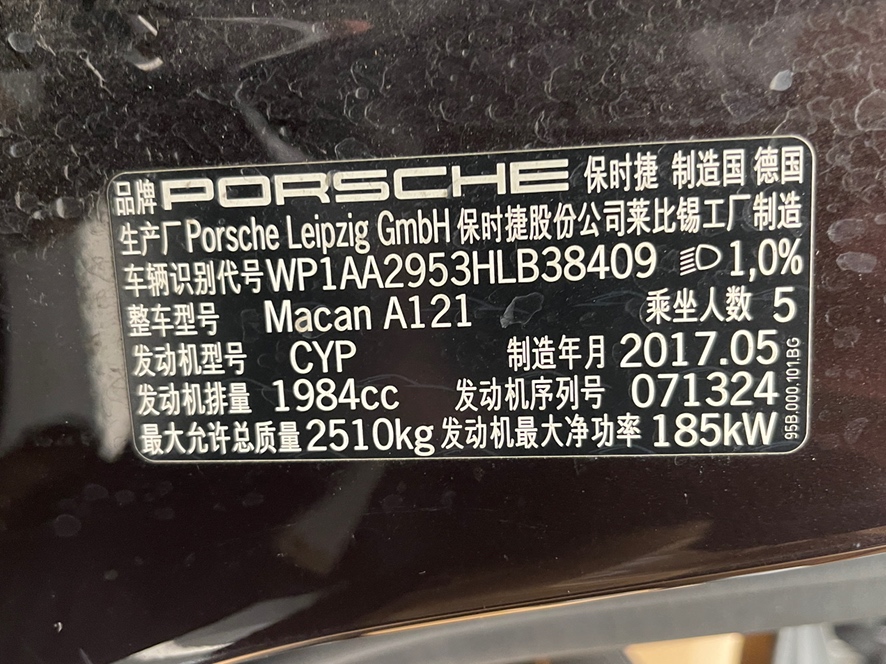 品牌 PORSCHE 保时捷 制造国 德国
生产厂 Porsche Leipzig GmbH 保时捷股份公司莱比锡工厂制造
车辆识别代号 WP1AA2953HLB38409 1,0%
整车型号 Macan A121 乘坐人数 5
发动机型号 CYP 制造年月 2017.05
发动机排量 1984cc 发动机序列号 071324
最大允许总质量 2510kg 发动机最大净功率 185kW
95B.000.101.BG